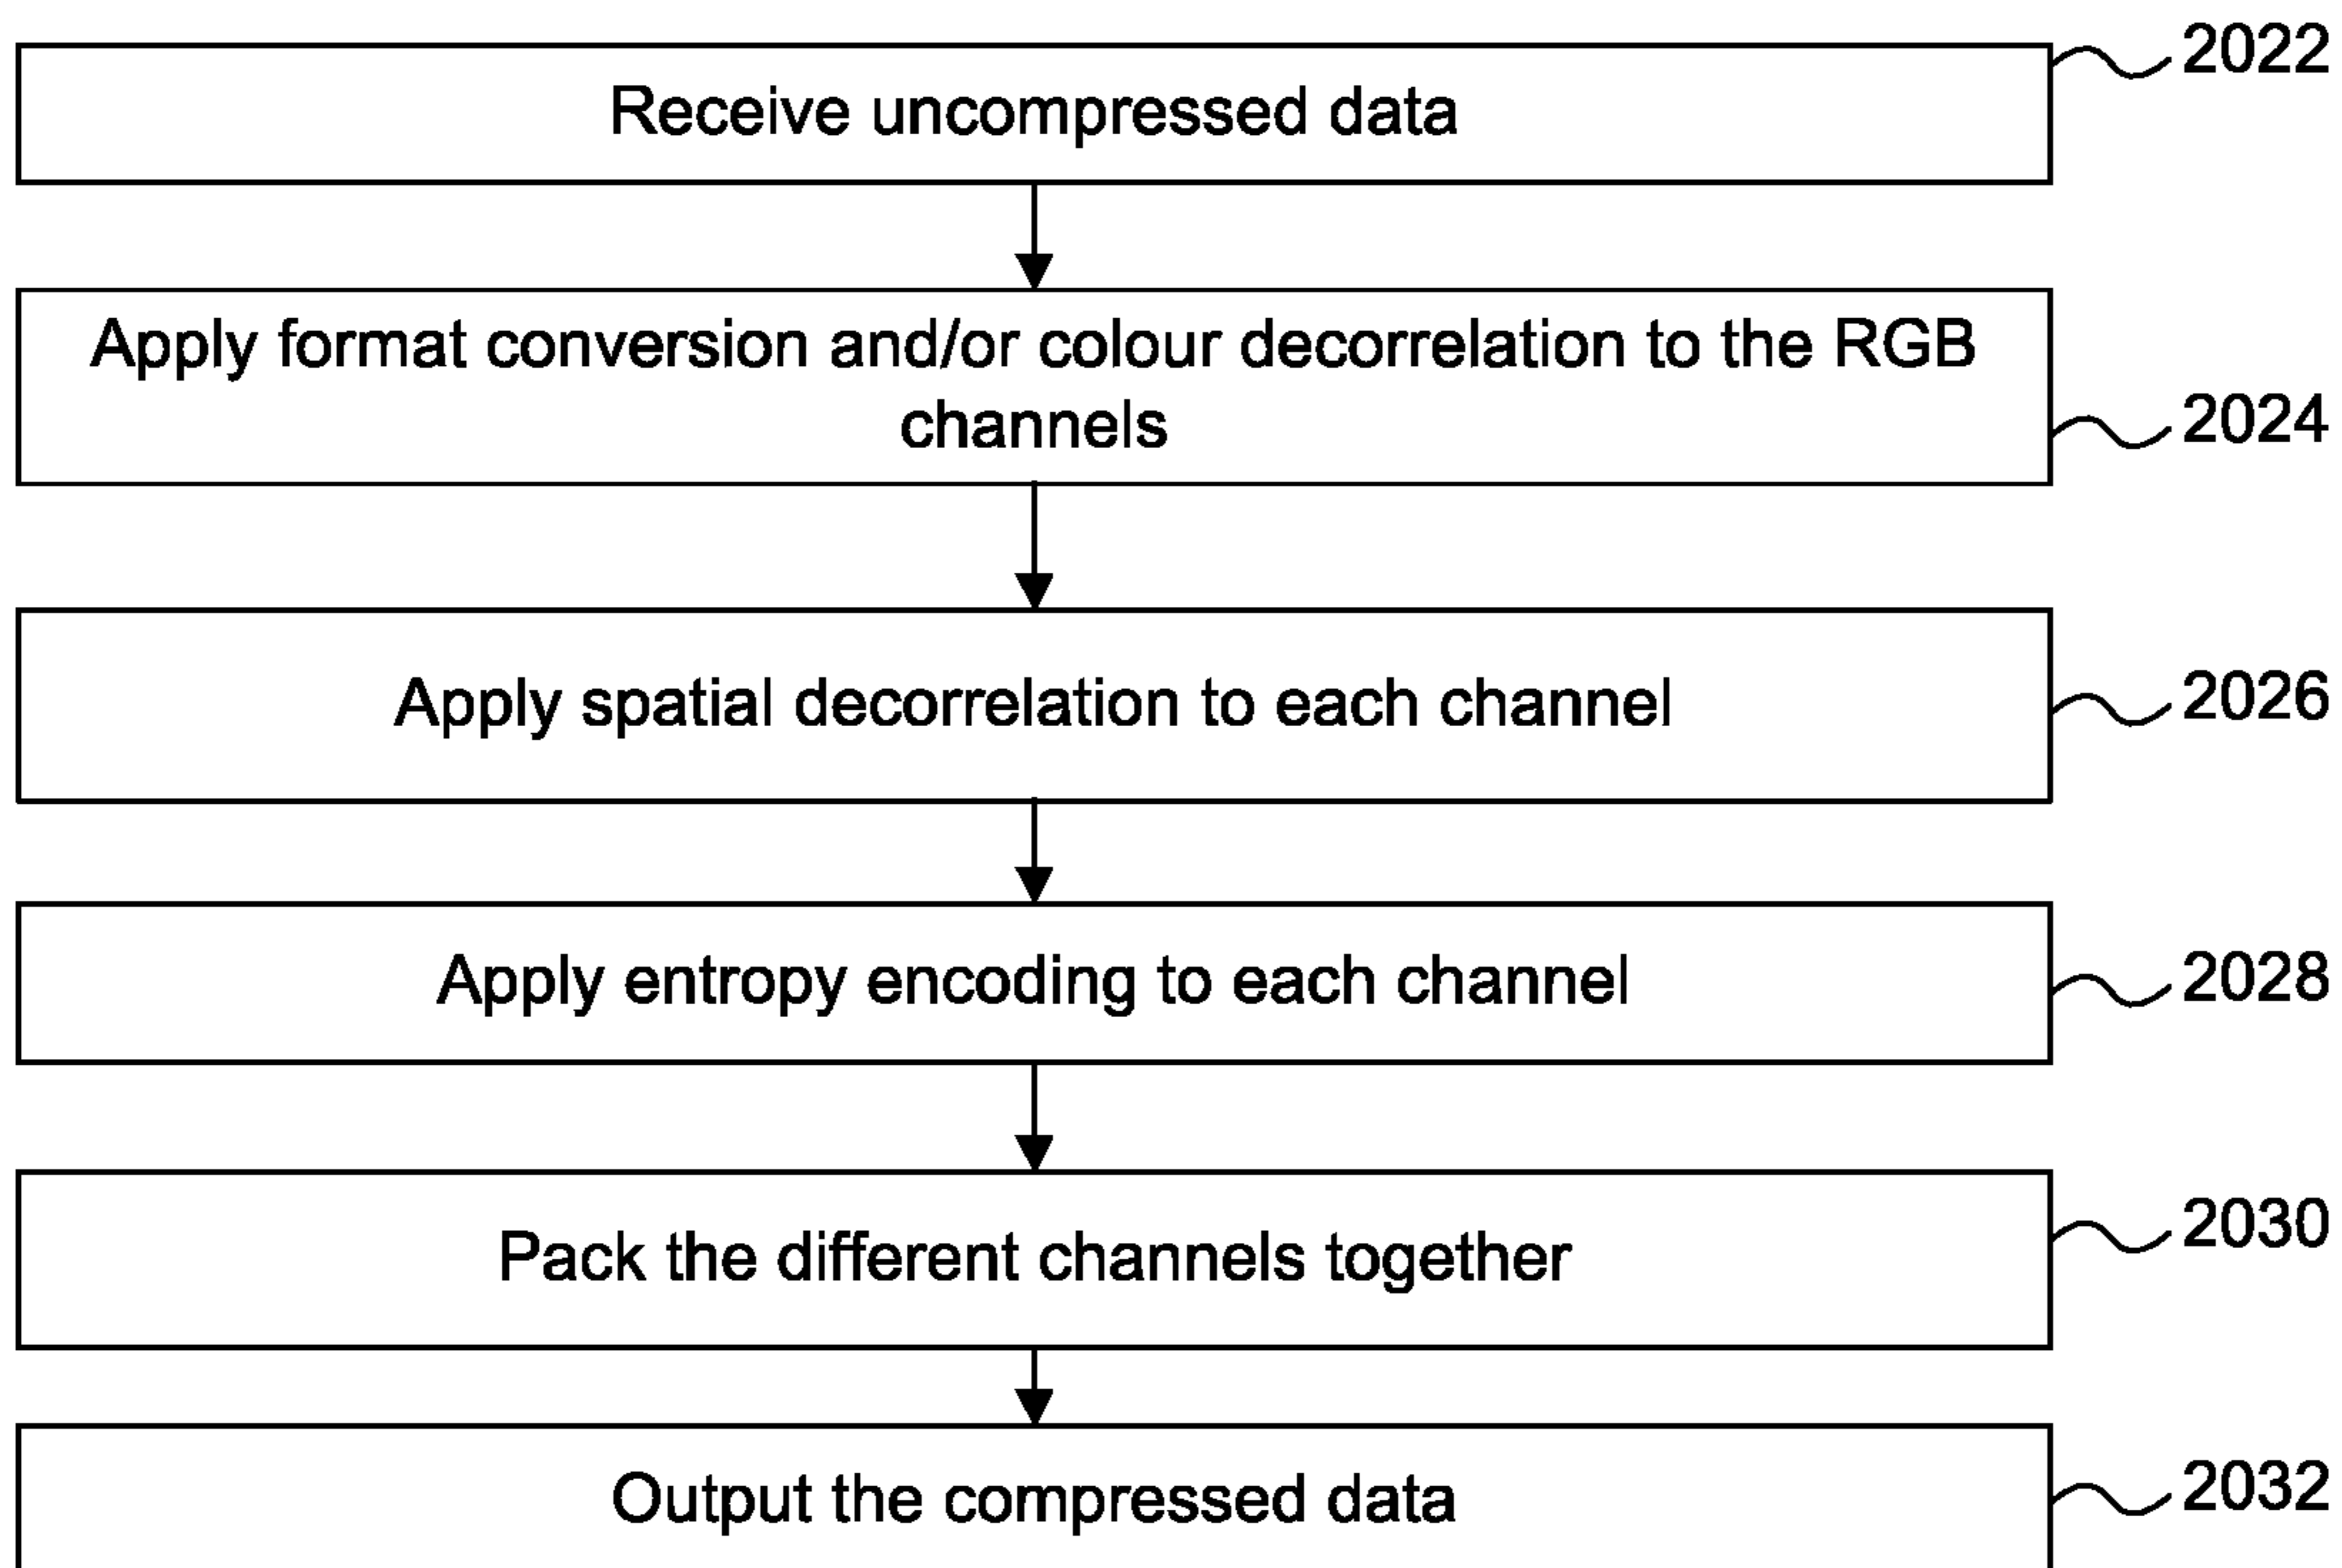 Receive uncompressed data
2022
Apply format conversion and/or colour decorrelation to the RGB
channels
2024
Apply spatial decorrelation to each channel
2026
Apply entropy encoding to each channel
2028
Pack the different channels together
2030
Output the compressed data
2032